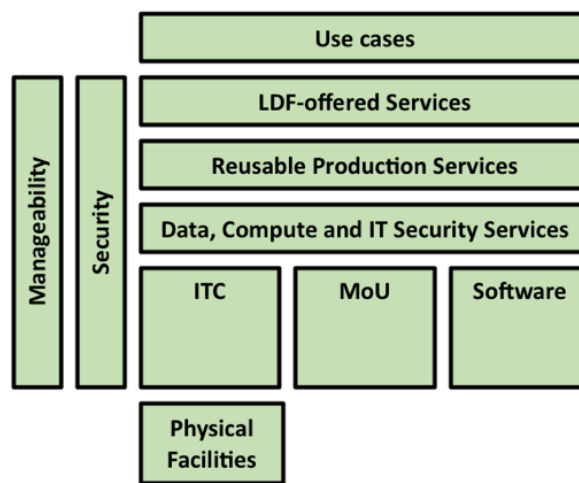 Use cases
LDF-offered Services
Reusable Production Services
Data, Compute and IT Security Services
Manageability
Security
ITC
MoU
Software
Physical
Facilities